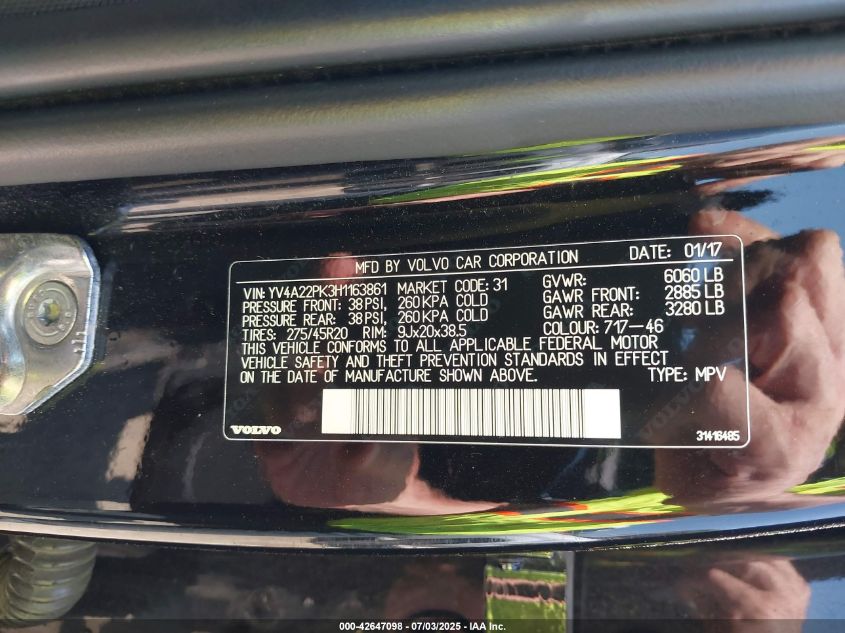 MFD BY VOLVO CAR CORPORATION DATE: 01/17
VIN: YV4A22PK3H1163861 MARKET CODE: 31 GVWR: 6060 LB
PRESSURE FRONT: 38 PSI, 260 KPA COLD GAWR FRONT: 2885 LB
PRESSURE REAR: 38 PSI, 260 KPA COLD GAWR REAR: 3280 LB
TIRES: 275/45R20 RIM: 9Jx20x38.5 COLOUR: 717-46
THIS VEHICLE CONFORMS TO ALL APPLICABLE FEDERAL MOTOR
VEHICLE SAFETY AND THEFT PREVENTION STANDARDS IN EFFECT
ON THE DATE OF MANUFACTURE SHOWN ABOVE. TYPE: MPV
VOLVO 31416485
000-42647098 - 07/03/2025 - IAA Inc.